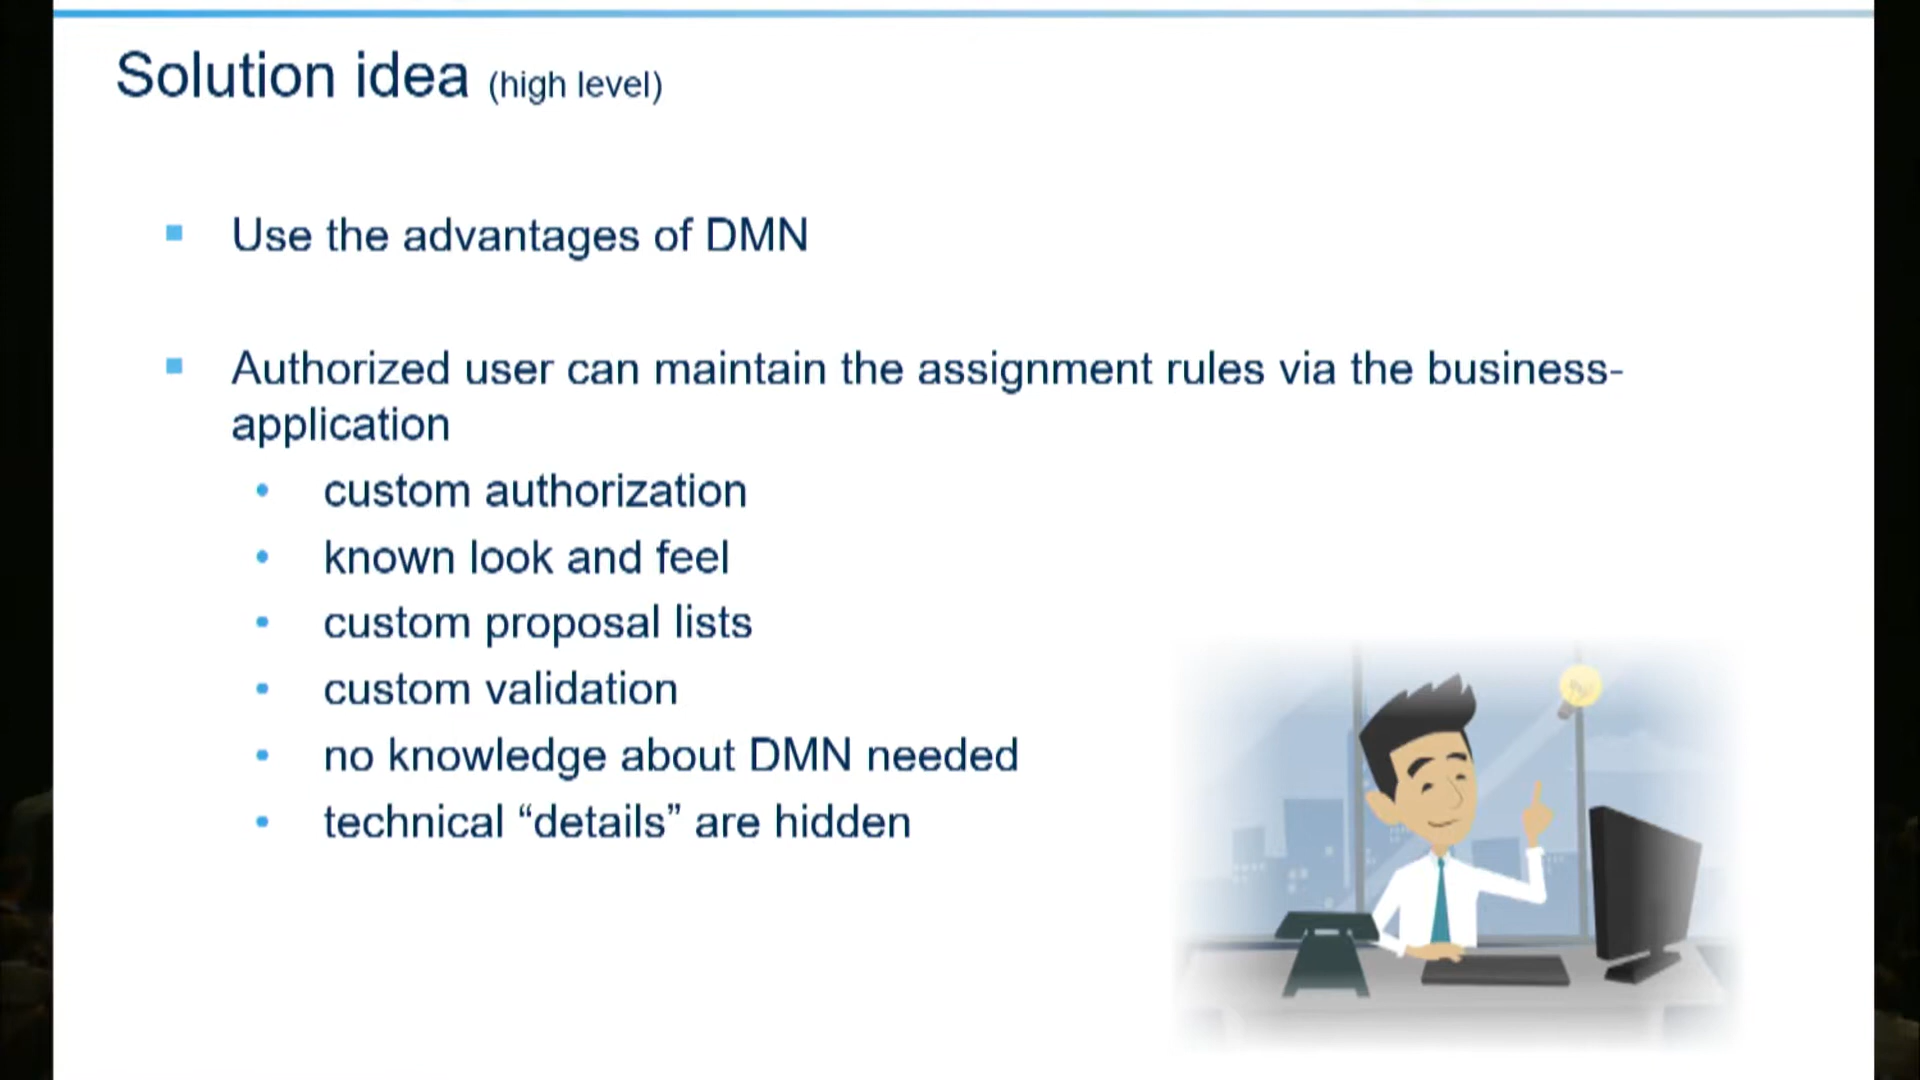 Solution idea (high level)
Use the advantages of DMN
Authorized user can maintain the assignment rules via the business-
application
custom authorization
known look and feel
custom proposal lists
custom validation
no knowledge about DMN needed
technical “details” are hidden